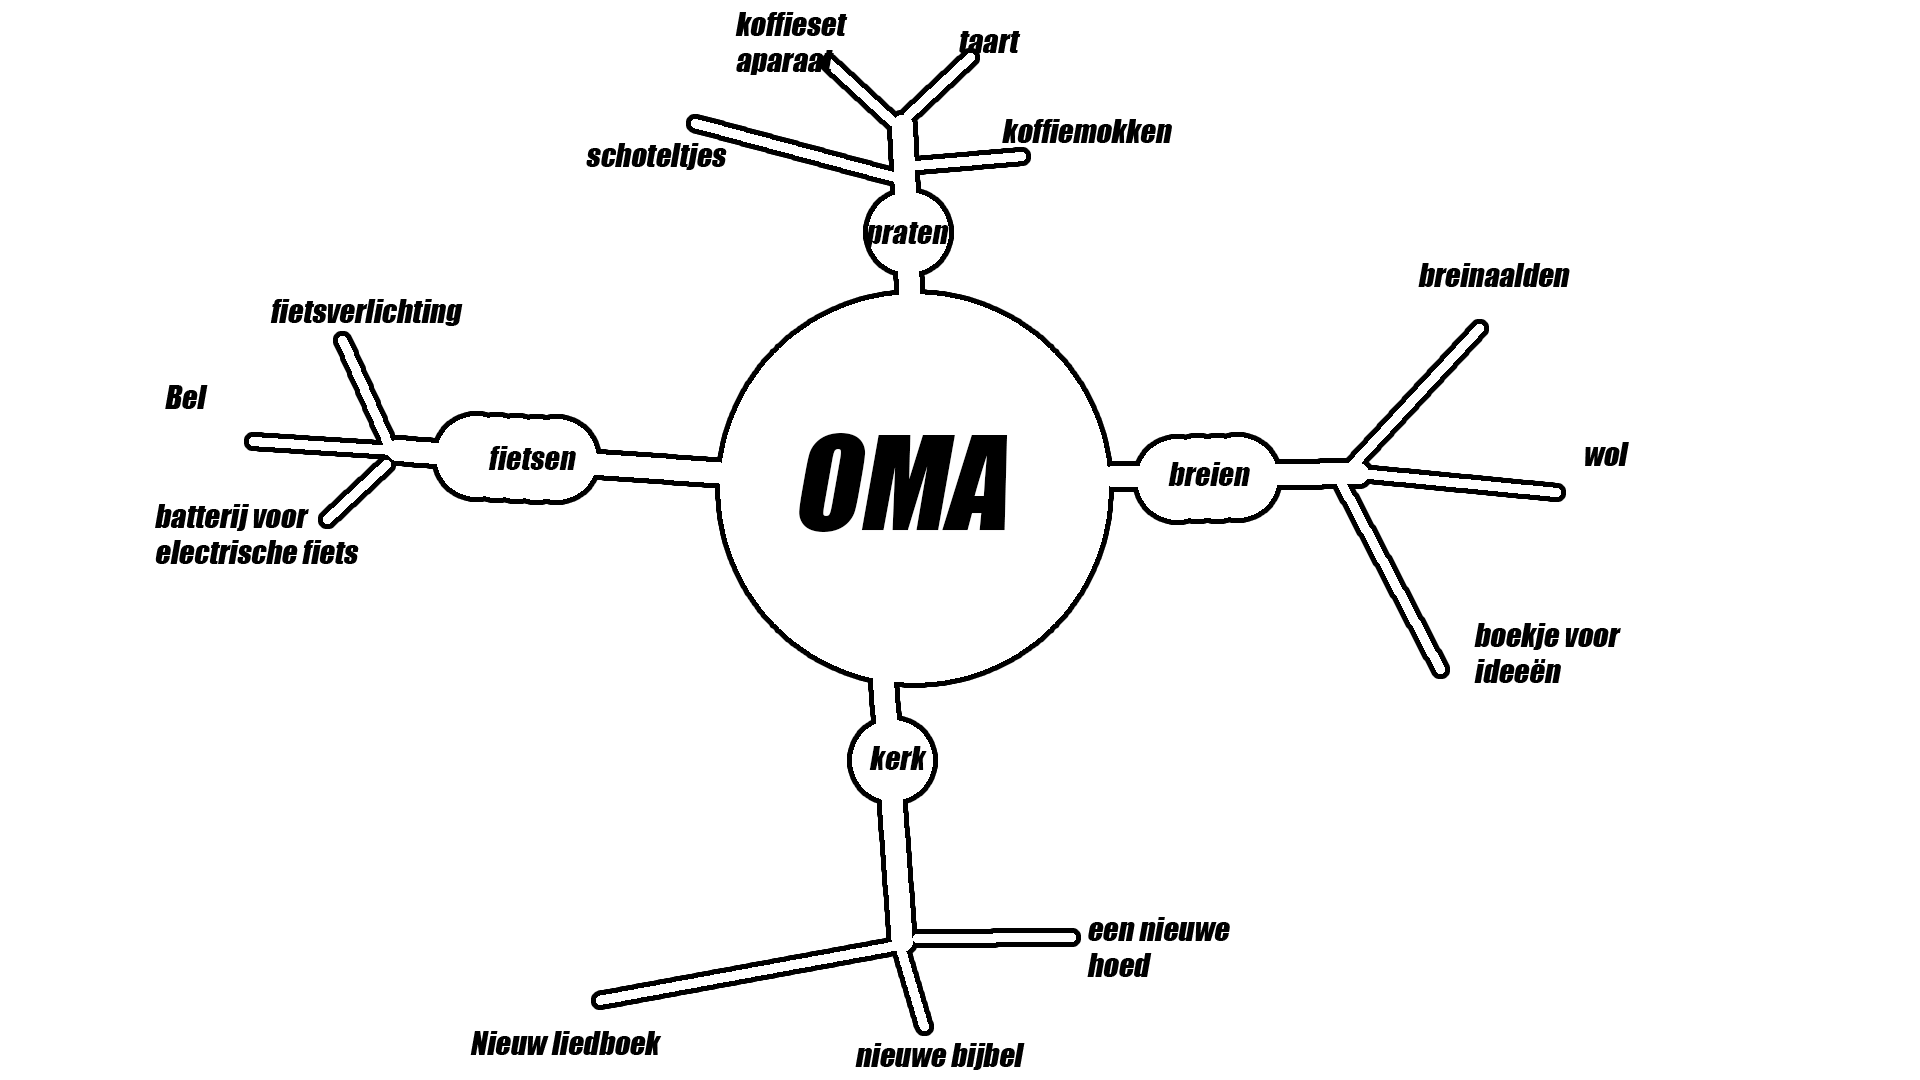 koffieset
aparaat
taart
koffiemokken
schoteltjes
praten
breinaalden
fietsverlichting
Bel
wol
fietsen
OMA
breien
batterij voor
electrische fiets
boekje voor
ideeën
kerk
een nieuwe
hoed
Nieuw liedboek
nieuwe bijbel